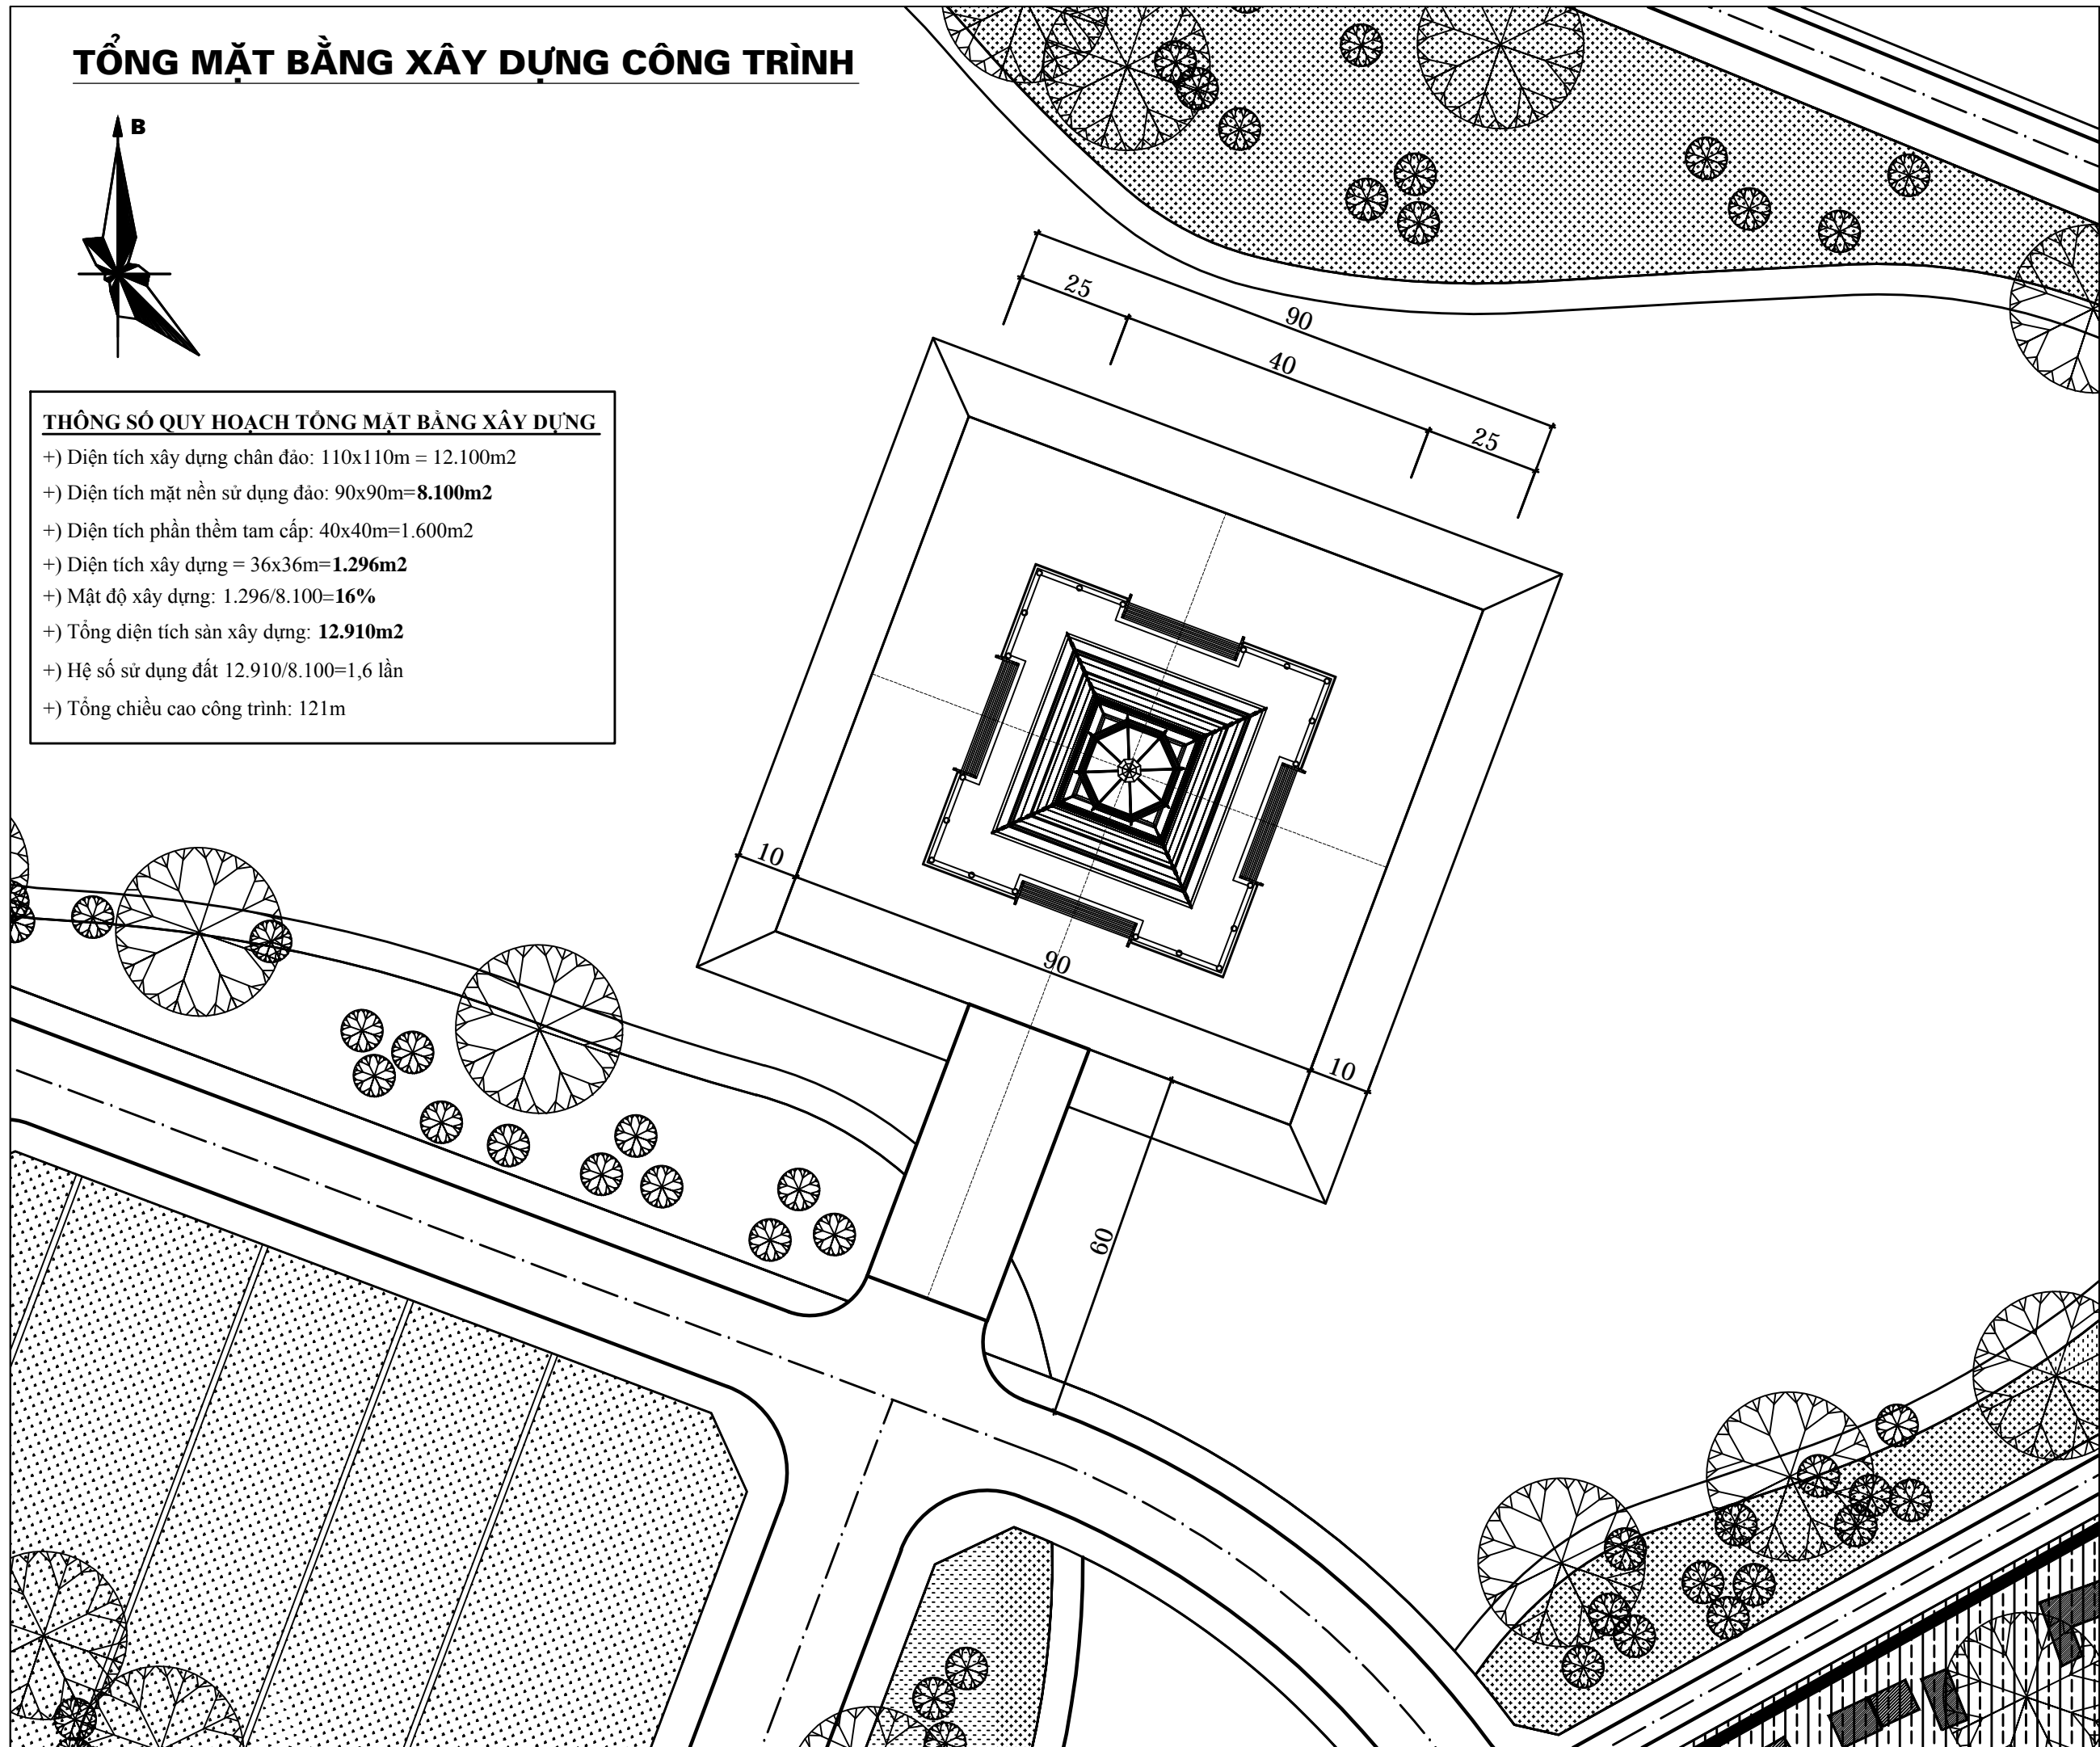 TỔNG MẶT BẰNG XÂY DỰNG CÔNG TRÌNH
B
THÔNG SỐ QUY HOẠCH TỔNG MẶT BẰNG XÂY DỰNG
+) Diện tích xây dựng chân đảo: 110x110m = 12.100m2
+) Diện tích mặt nền sử dụng đảo: 90x90m=8.100m2
+) Diện tích phần thềm tam cấp: 40x40m=1.600m2
+) Diện tích xây dựng = 36x36m=1.296m2
+) Mật độ xây dựng: 1.296/8.100=16%
+) Tổng diện tích sàn xây dựng: 12.910m2
+) Hệ số sử dụng đất 12.910/8.100=1,6 lần
+) Tổng chiều cao công trình: 121m
25
90
40
25
10
90
10
60